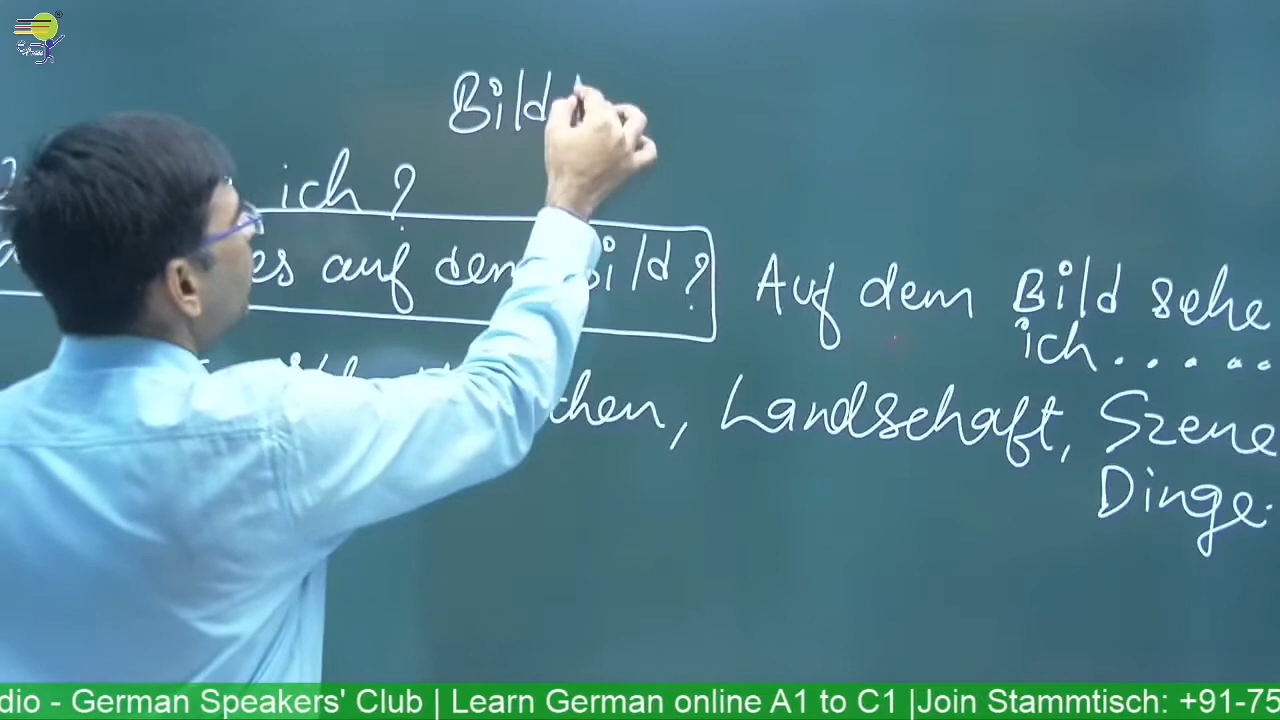 Bild
ich ?
es auf dem Bild ?
Auf dem Bild sehe
ich . . . . .
chen, Landschaft, Szene
Dinge.
dio - German Speakers' Club | Learn German online A1 to C1 |Join Stammtisch: +91-75